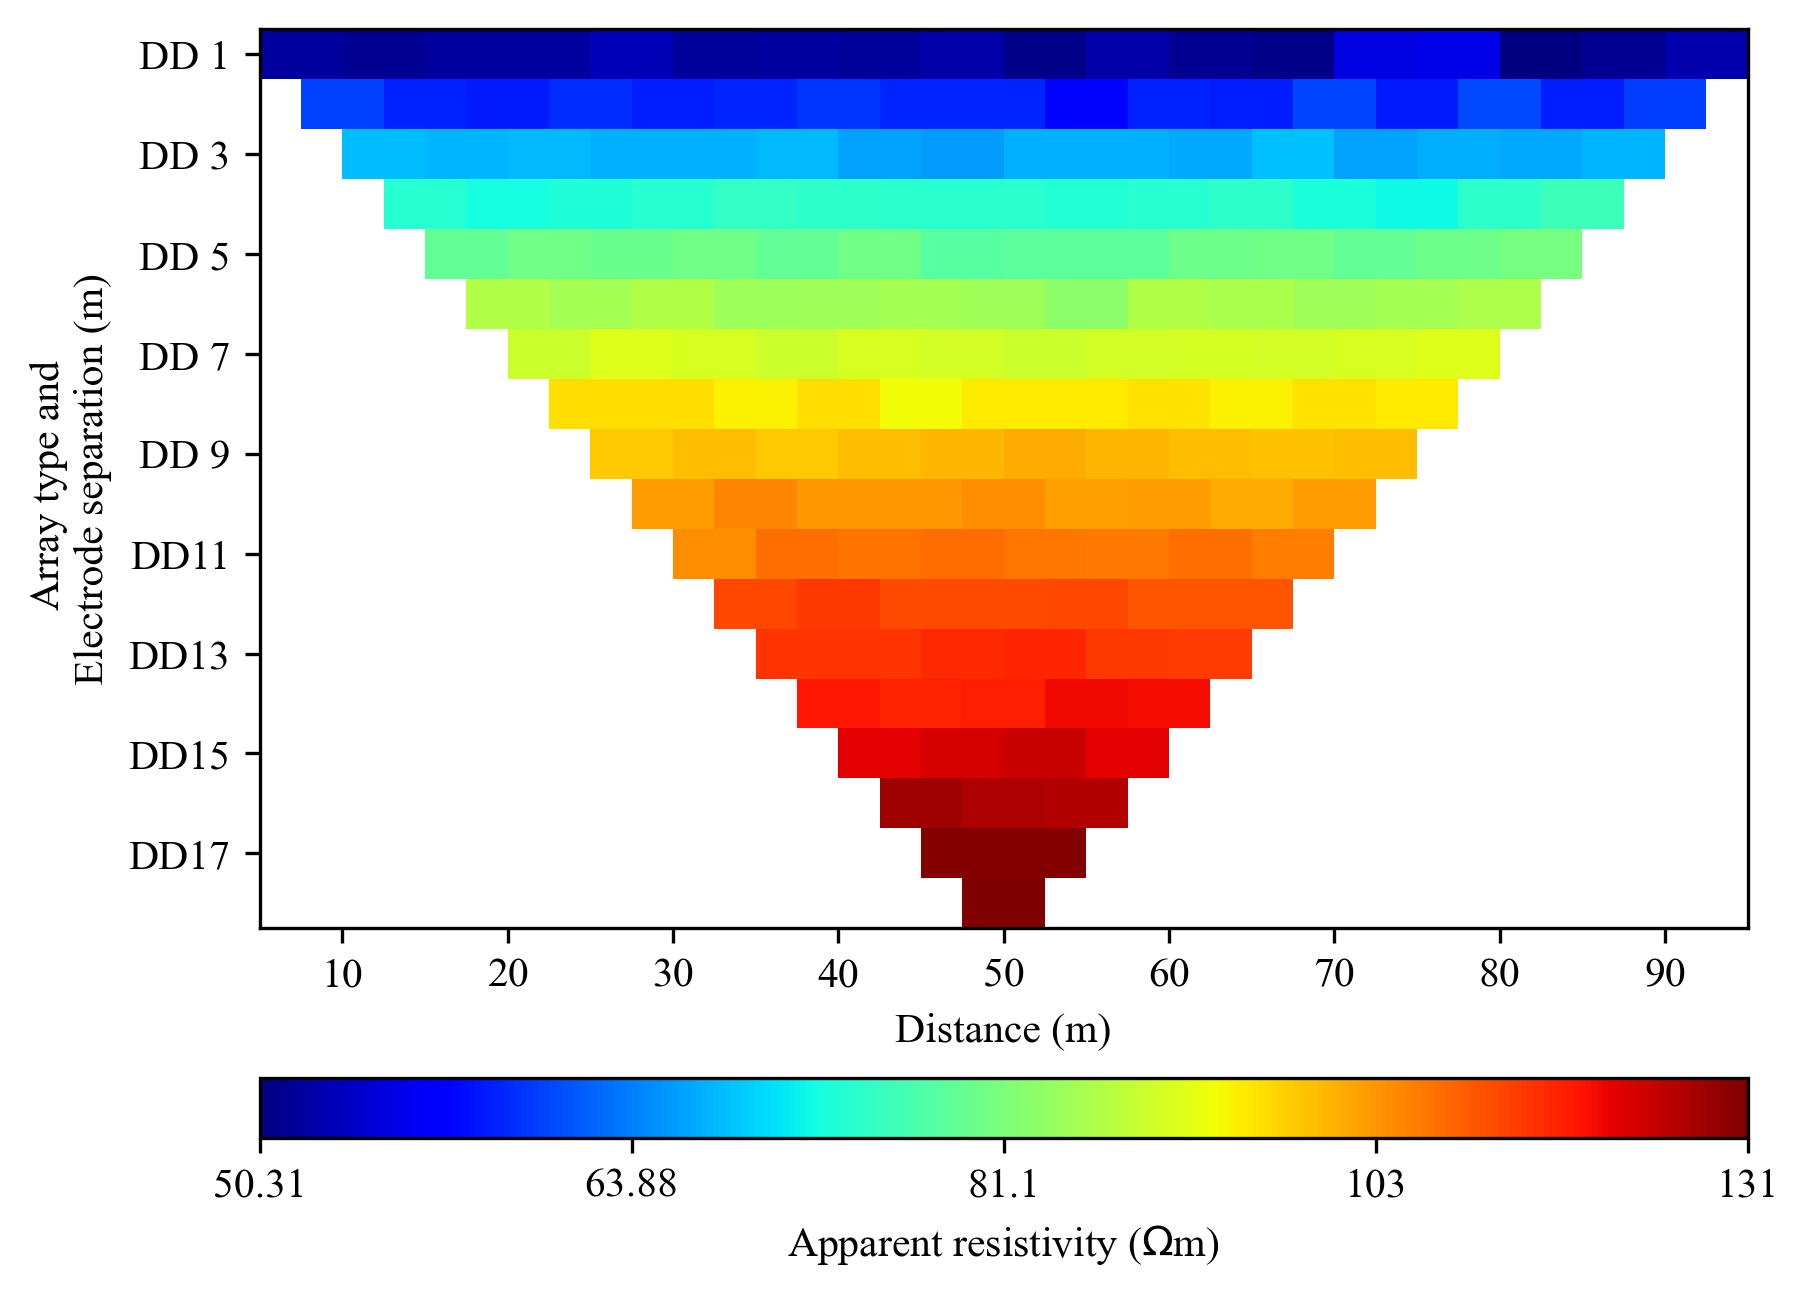 DD 1
DD 3
DD 5
DD 7
DD 9
DD11
DD13
DD15
DD17
Array type and
Electrode separation (m)
10 20 30 40 50 60 70 80 90
Distance (m)
50.31 63.88 81.1 103 131
Apparent resistivity (Ωm)